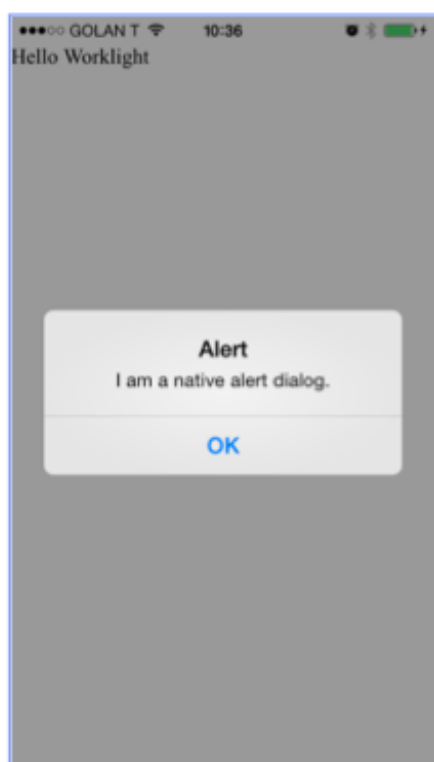 GOLAN T 10:36
Hello Worklight
Alert
I am a native alert dialog.
OK